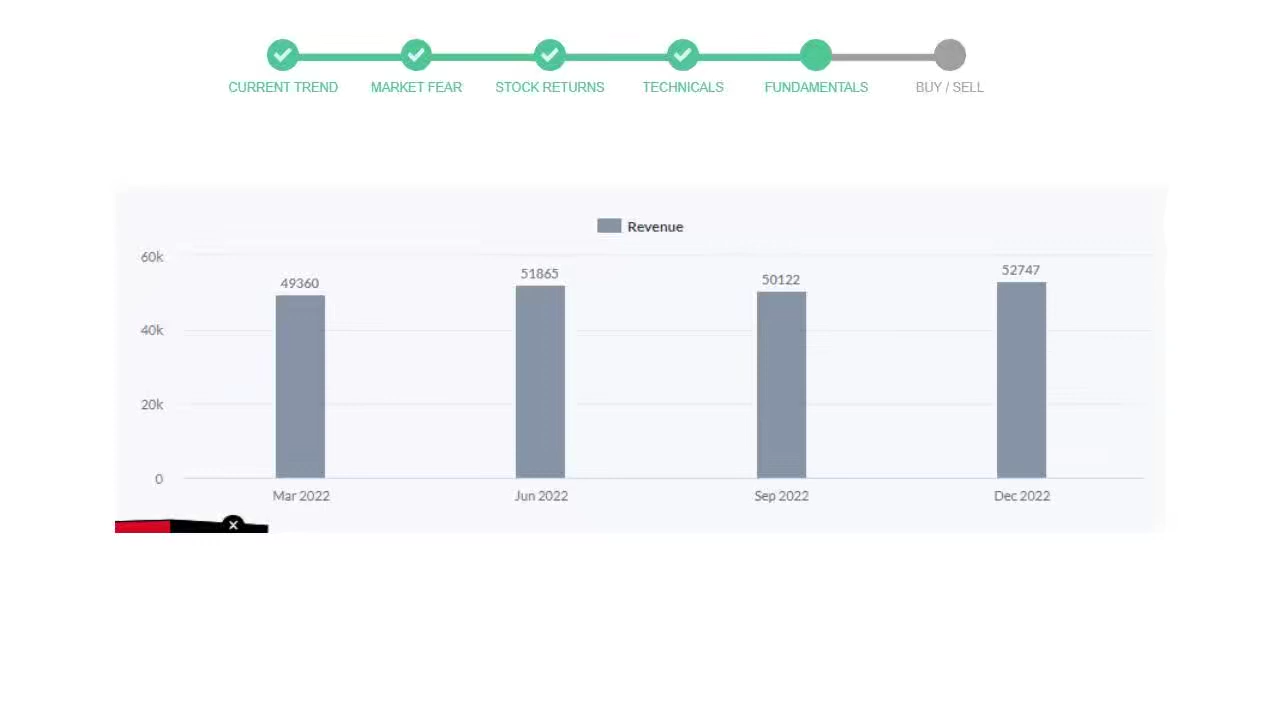 CURRENT TREND MARKET FEAR STOCK RETURNS TECHNICALS FUNDAMENTALS BUY / SELL
Revenue
60k
49360 51865 50122 52747
40k
20k
0
Mar 2022 Jun 2022 Sep 2022 Dec 2022